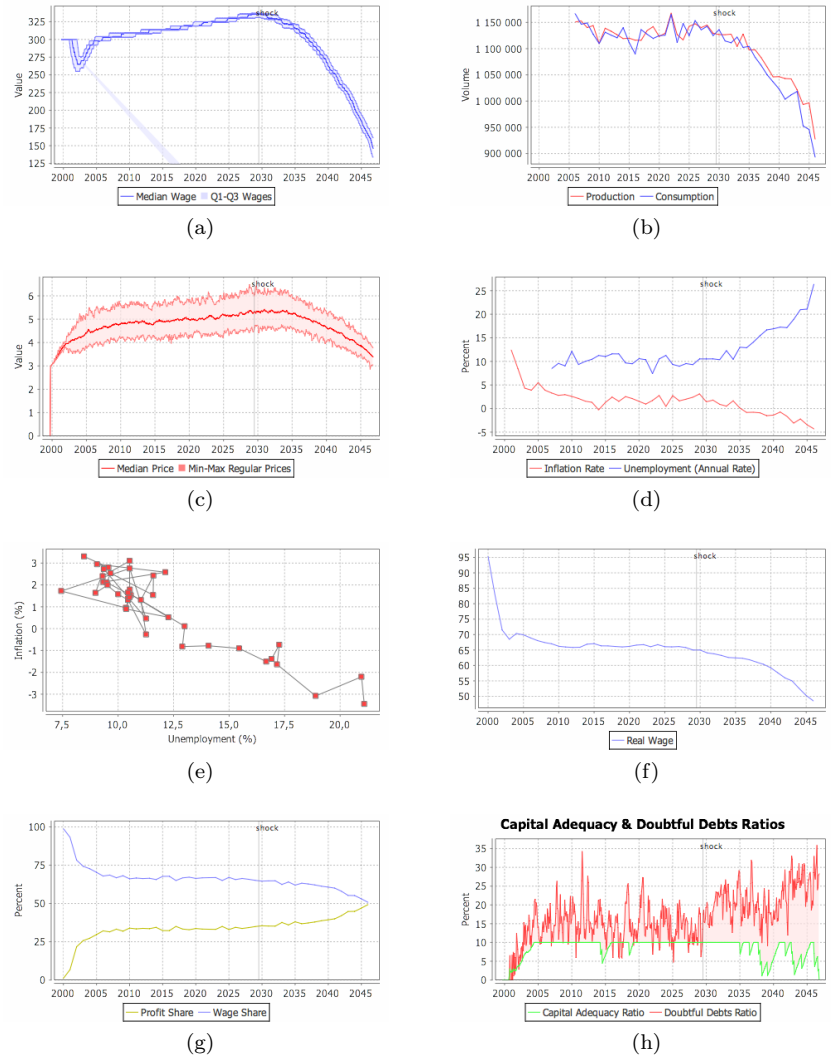 shock
325
300
275
250
225
200
175
150
125
Value
2000 2005 2010 2015 2020 2025 2030 2035 2040 2045
Median Wage Q1-Q3 Wages
(a)
shock
1 150 000
1 100 000
1 050 000
1 000 000
950 000
900 000
Volume
2000 2005 2010 2015 2020 2025 2030 2035 2040 2045
Production Consumption
(b)
shock
6
5
4
3
2
1
0
Value
2000 2005 2010 2015 2020 2025 2030 2035 2040 2045
Median Price Min-Max Regular Prices
(c)
shock
25
20
15
10
5
0
-5
Percent
2000 2005 2010 2015 2020 2025 2030 2035 2040 2045
Inflation Rate Unemployment (Annual Rate)
(d)
3
2
1
0
-1
-2
-3
Inflation (%)
7,5 10,0 12,5 15,0 17,5 20,0
Unemployment (%)
(e)
shock
95
90
85
80
75
70
65
60
55
50
2000 2005 2010 2015 2020 2025 2030 2035 2040 2045
Real Wage
(f)
shock
100
75
50
25
0
Percent
2000 2005 2010 2015 2020 2025 2030 2035 2040 2045
Profit Share Wage Share
(g)
Capital Adequacy & Doubtful Debts Ratios
shock
35
30
25
20
15
10
5
0
Percent
2000 2005 2010 2015 2020 2025 2030 2035 2040 2045
Capital Adequacy Ratio Doubtful Debts Ratio
(h)